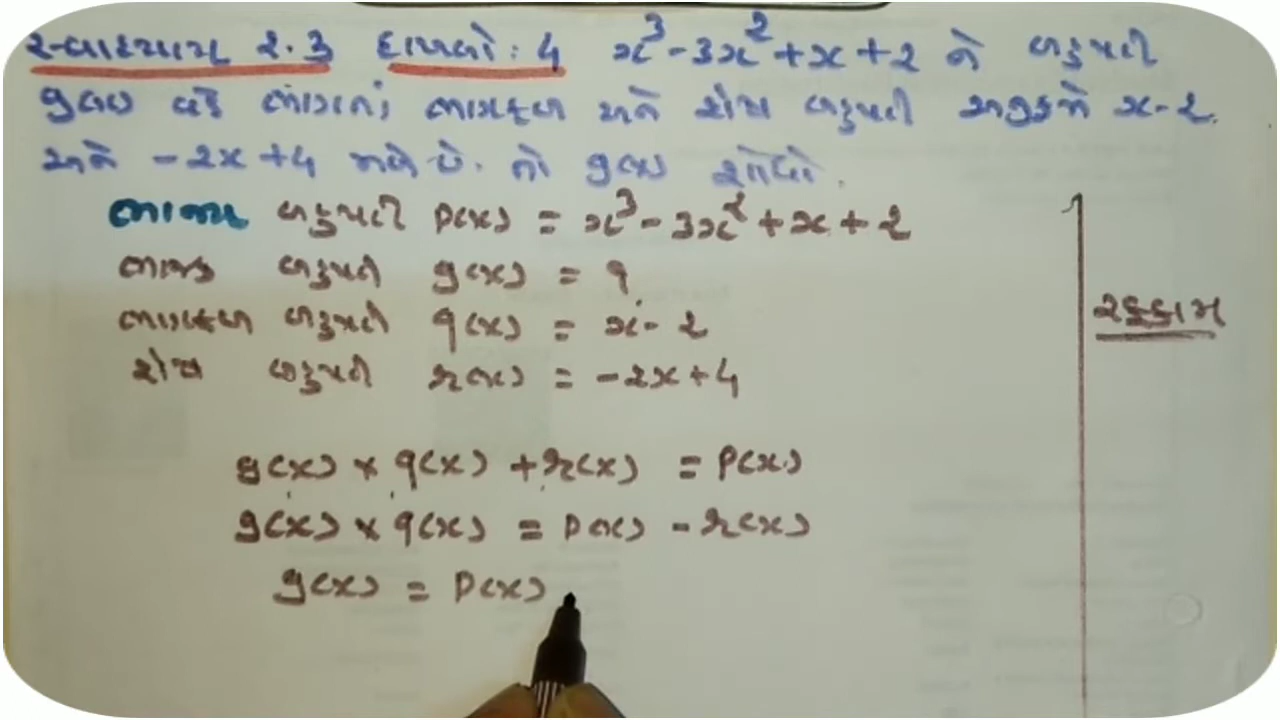 સ્વાધ્યાય 2.3 દાખલો : 4 x³ - 3x² + x + 2 ને બહુપદી
g(x) વડે ભાગતાં ભાગફળ અને શેષ બહુપદી અનુક્રમે x - 2
અને - 2x + 4 મળે છે. તો g(x) શોધો.
ભાજ્ય બહુપદી P(x) = x³ - 3x² + x + 2
ભાજક બહુપદી g(x) = ?
ભાગફળ બહુપદી q(x) = x - 2
શેષ બહુપદી r(x) = - 2x + 4
રફકામ
g(x) × q(x) + r(x) = P(x)
g(x) × q(x) = P(x) - r(x)
g(x) = P(x)